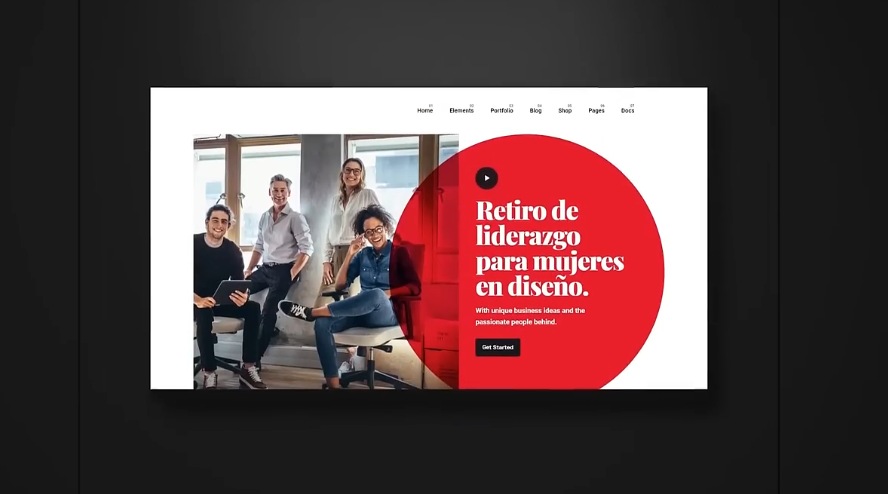 01 02 03 04 05 06 07
Home Elements Portfolio Blog Shop Pages Docs
Retiro de
liderazgo
para mujeres
en diseño.
With unique business ideas and the
passionate people behind.
Get Started